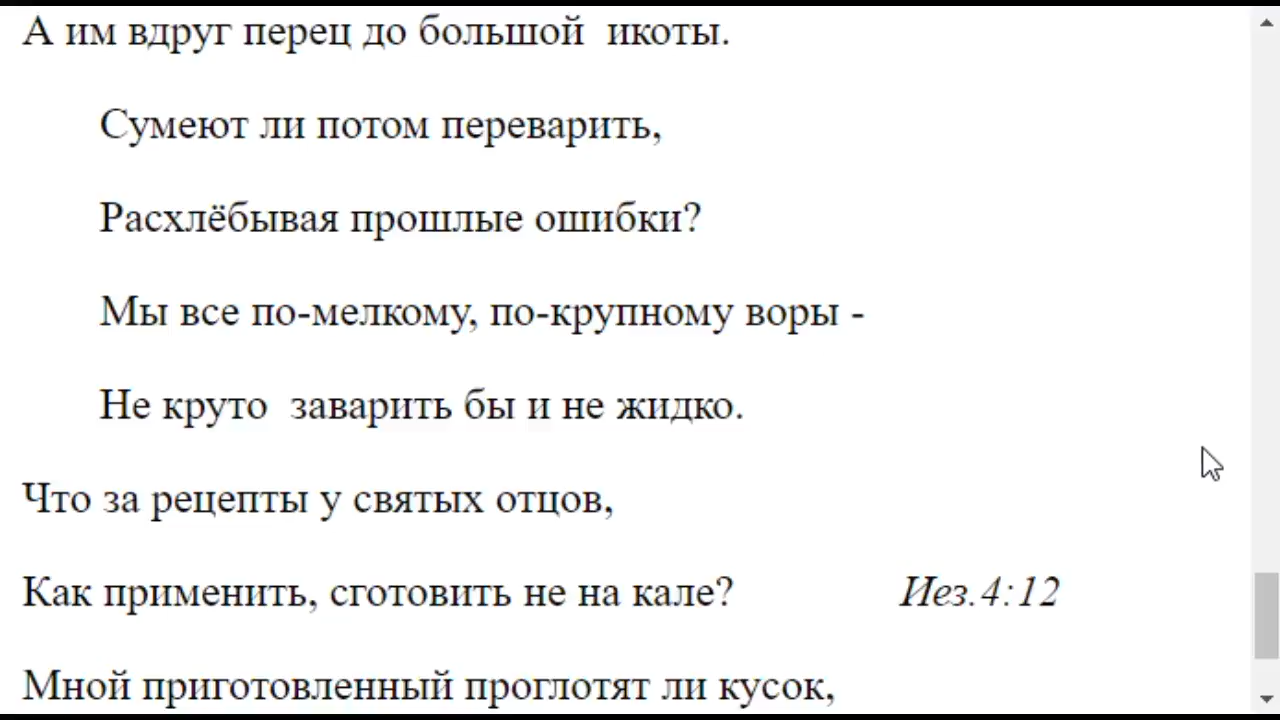 А им вдруг перец до большой  икоты.
Сумеют ли потом переварить,
Расхлёбывая прошлые ошибки?
Мы все по-мелкому, по-крупному воры -
Не круто  заварить бы и не жидко.
Что за рецепты у святых отцов,
Как применить, сготовить не на кале? Иез.4:12
Мной приготовленный проглотят ли кусок,